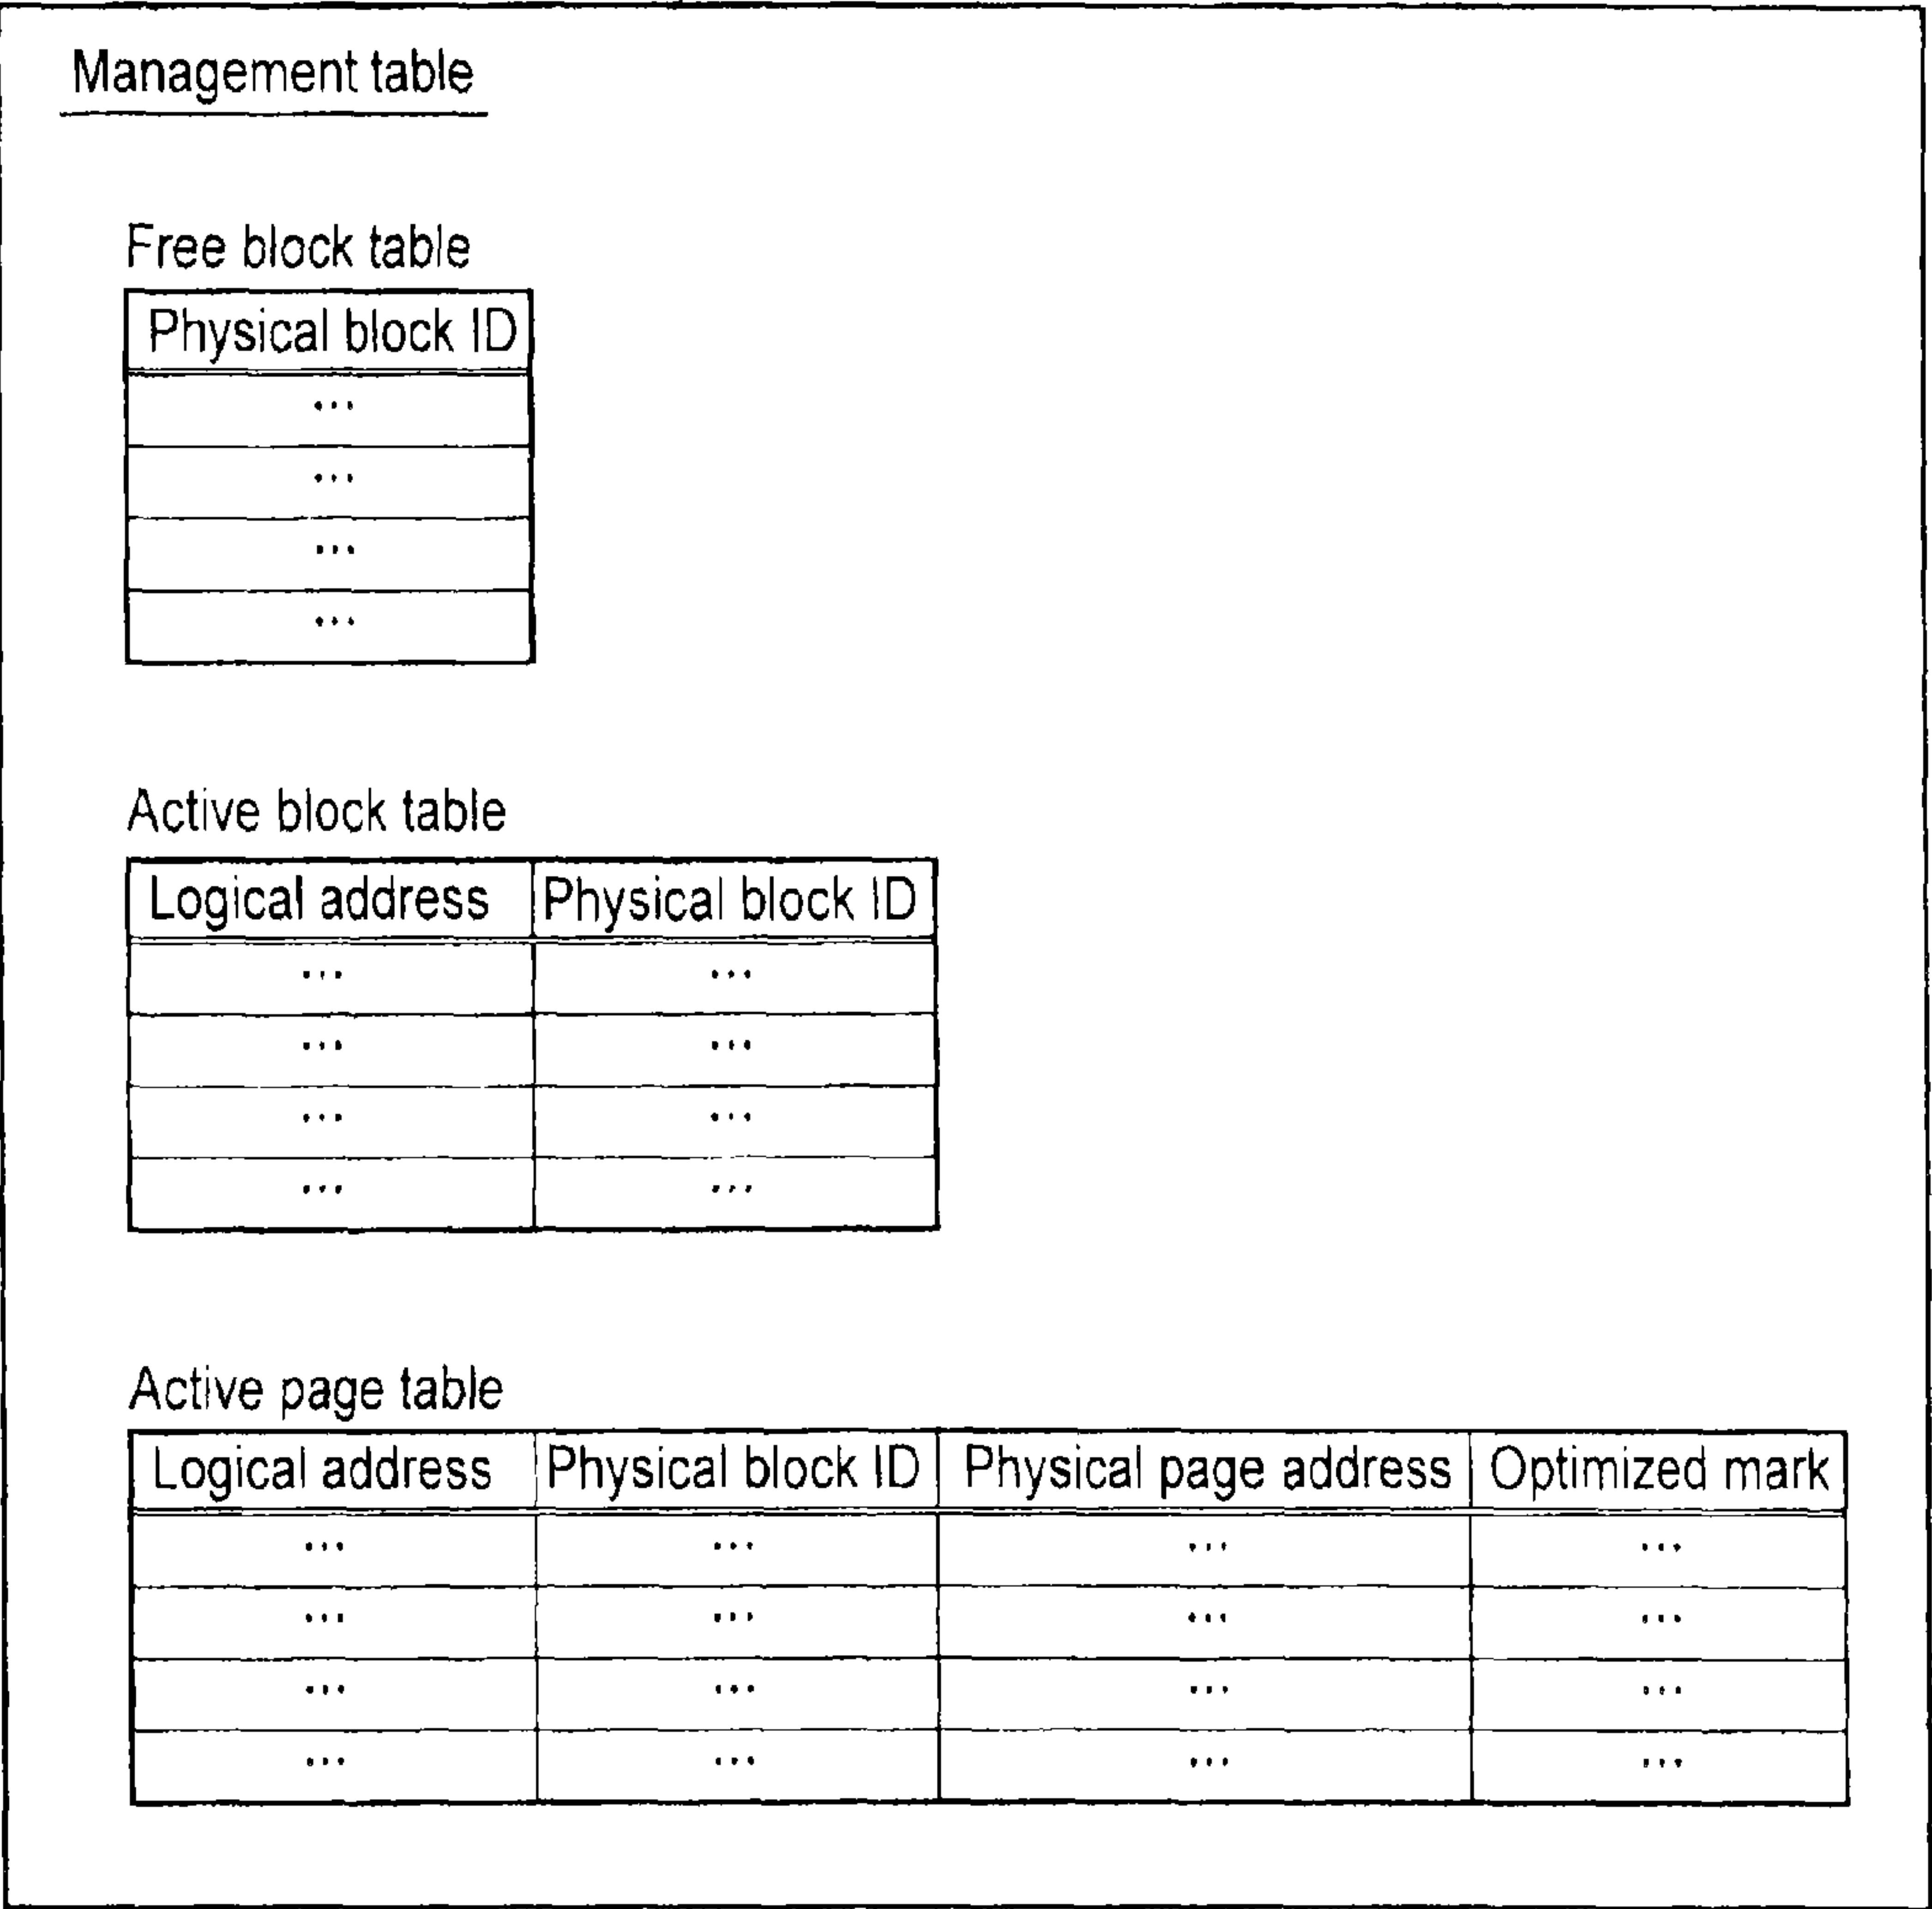 Management table
Free block table
Physical block ID
...
...
...
...
Active block table
Logical address Physical block ID
... ...
... ...
... ...
... ...
Active page table
Logical address Physical block ID Physical page address Optimized mark
... ... ... ...
... ... ... ...
... ... ... ...
... ... ... ...